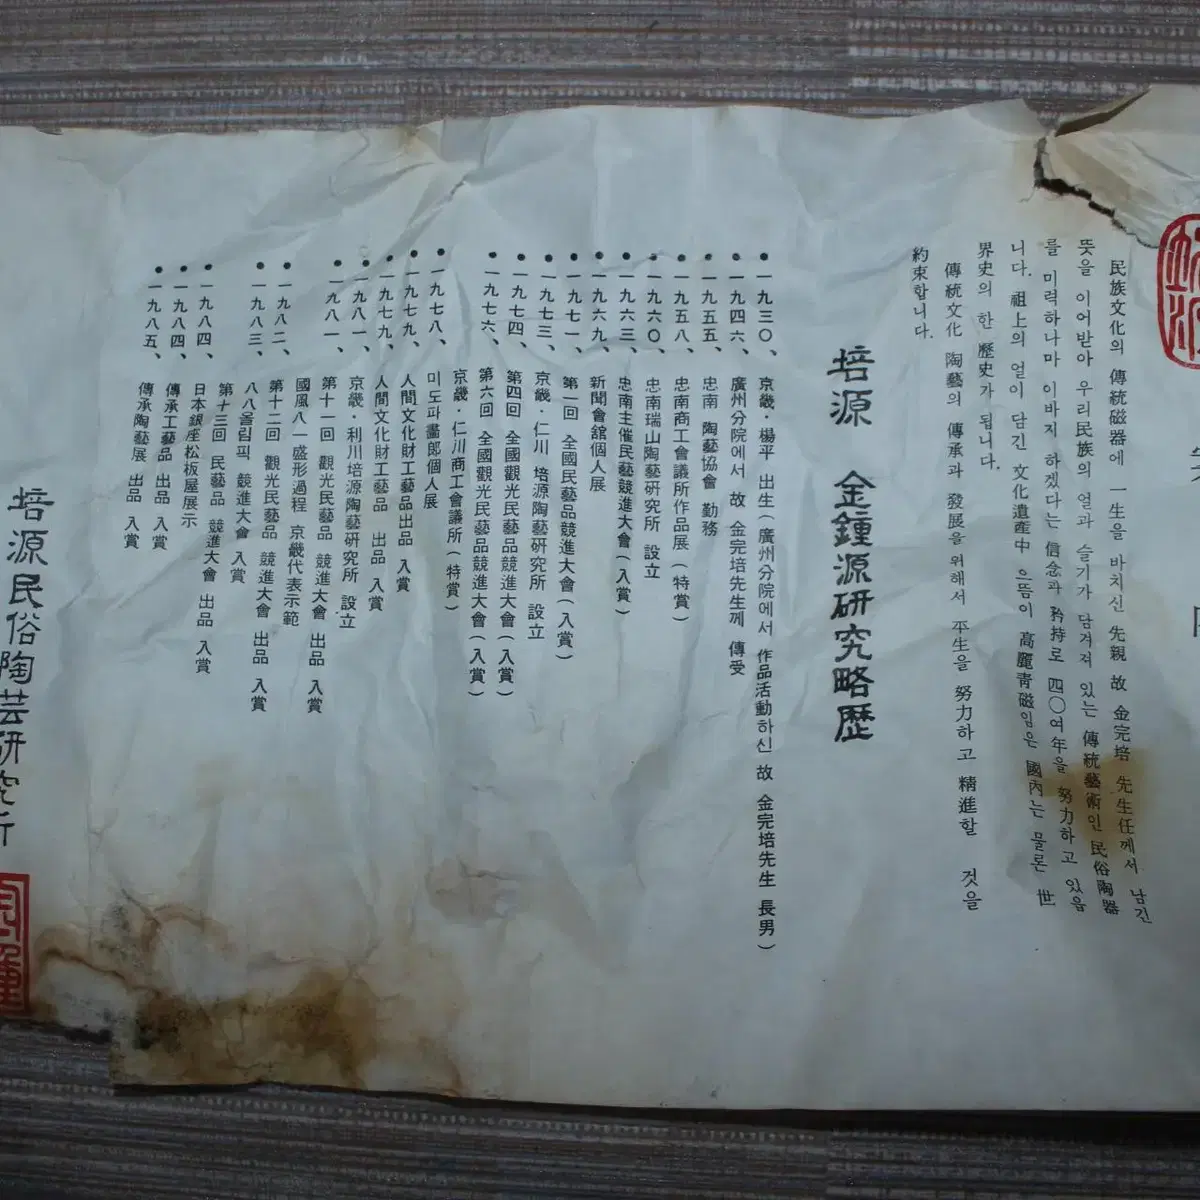 民族文化의 傳統磁器에 一生을 바치신 先親 故 金完培 先生任께서 남긴
뜻을 이어받아 우리民族의 얼과 슬기가 담겨져 있는 傳統藝術인 民俗陶器
를 미력하나마 이바지 하겠다는 信念과 矜持로 四〇여年을 努力하고 있읍
니다. 祖上의 얼이 담긴 文化遺産中 으뜸이 高麗靑磁임은 國內는 물론 世
界史의 한 歷史가 됩니다.
傳統文化 陶藝의 傳承과 發展을위해서 平生을 努力하고 精進할 것을
約束합니다.
培源 金鍾源研究略歷
• 一九三〇、 京畿・楊平 出生(廣州分院에서 作品活動하신 故 金完培先生 長男)
• 一九四六、 廣州分院에서 故 金完培先生께 傳受
• 一九五五、 忠南 陶藝協會 勤務
• 一九五八、 忠南商工會議所作品展(特賞)
• 一九六〇、 忠南瑞山陶藝研究所 設立
• 一九六三、 忠南主催民藝競進大會(入賞)
• 一九六九、 新聞會舘個人展
• 一九七一、 第一回 全國民藝品競進大會(入賞)
• 一九七三、 京畿・仁川 培源陶藝研究所 設立
• 一九七四、 第四回 全國觀光民藝品競進大會(入賞)
• 一九七六、 第六回 全國觀光民藝品競進大會(入賞)
京畿・仁川商工會議所(特賞)
• 一九七八、 미도파畵郞個人展
• 一九七九、 人間文化財工藝品出品 入賞
• 一九七九、 人間文化財工藝品 出品 入賞
• 一九八一、 京畿・利川培源陶藝研究所 設立
• 一九八一、 第十一回 觀光民藝品 競進大會 出品 入賞
國風八一盛形過程 京畿代表示範
• 一九八二、 第十二回 觀光民藝品 競進大會 出品 入賞
• 一九八三、 八八올림픽 競進大會 入賞
第十三回 民藝品 競進大會 出品 入賞
• 一九八四、 日本銀座松板屋展示
• 一九八四、 傳承工藝品 出品 入賞
• 一九八五、 傳承陶藝展 出品 入賞
培源民俗陶芸研究所